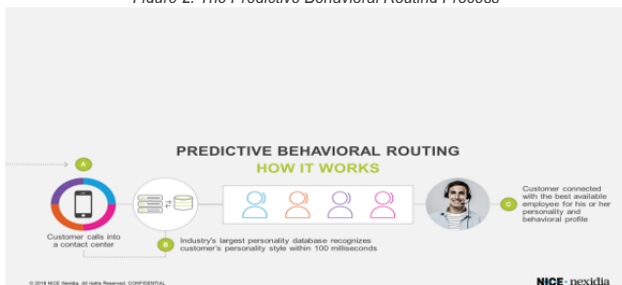 Figure 2. The Predictive Behavioral Routing Process
PREDICTIVE BEHAVIORAL ROUTING
HOW IT WORKS
A
Customer calls into
a contact center
B
Industry's largest personality database recognizes
customer's personality style within 100 milliseconds
C
Customer connected
with the best available
employee for his or her
personality and
behavioral profile
© 2018 NICE Nexidia. All rights Reserved. CONFIDENTIAL.
NICE · nexidia